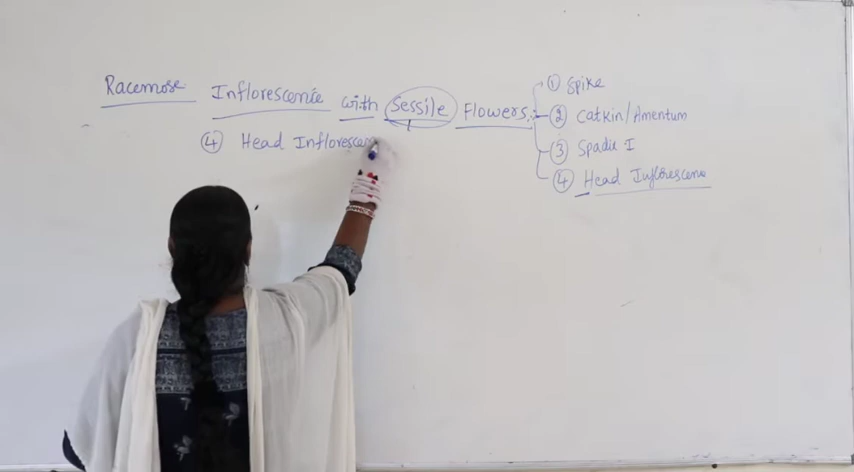 Racemose Inflorescence with Sessile Flowers:-
① Spike
② Catkin/Amentum
③ Spadix I
④ Head Inflorescence
④ Head Inflorescen